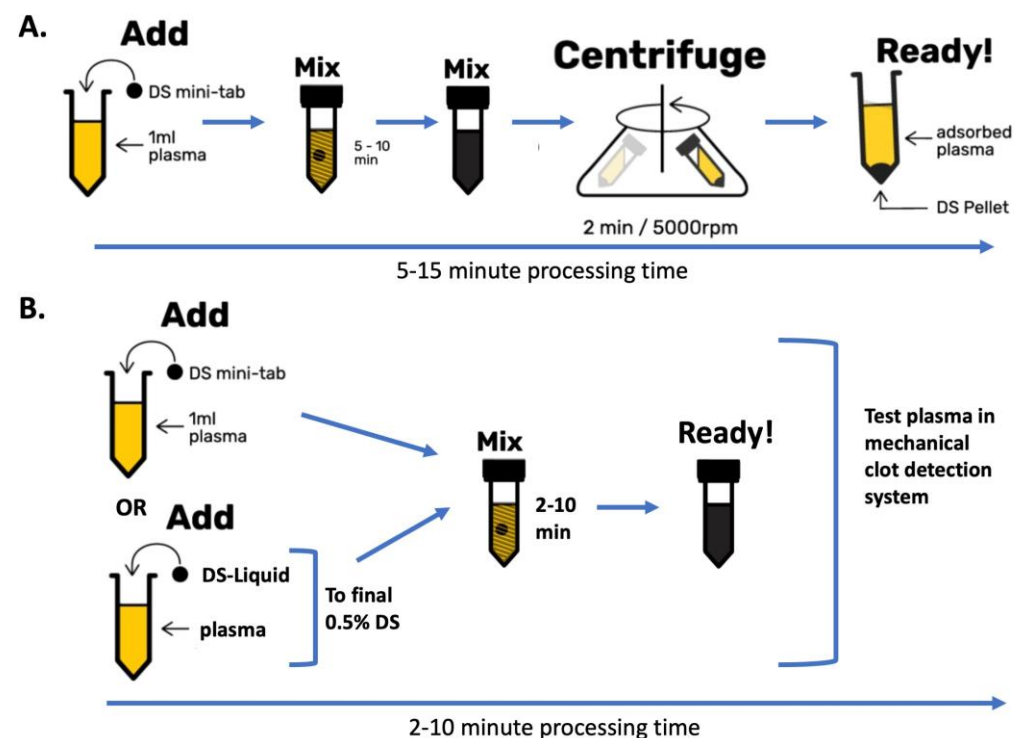 A.
Add
DS mini-tab
1ml
plasma
Mix
5 - 10
min
Mix
Centrifuge
2 min / 5000rpm
Ready!
adsorbed
plasma
DS Pellet
5-15 minute processing time
B.
Add
DS mini-tab
1ml
plasma
OR
Add
DS-Liquid
plasma
To final
0.5% DS
Mix
2-10
min
Ready!
Test plasma in
mechanical
clot detection
system
2-10 minute processing time